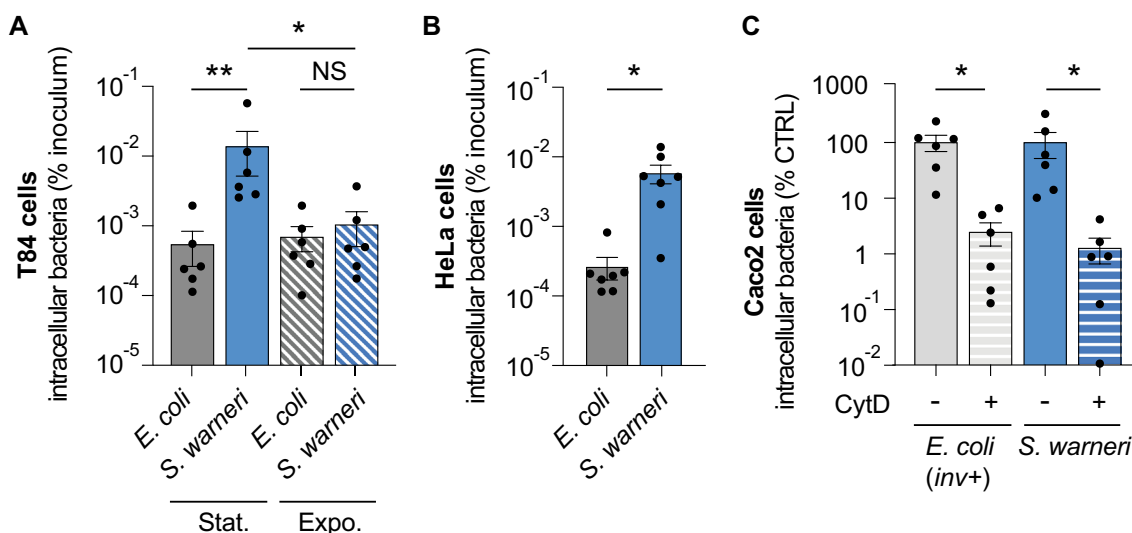 A
T84 cells
intracellular bacteria (% inoculum)
10-1
10-2
10-3
10-4
10-5
**
*
NS
E. coli
S. warneri
E. coli
S. warneri
Stat.
Expo.
B
HeLa cells
intracellular bacteria (% inoculum)
10-1
10-2
10-3
10-4
10-5
*
E. coli
S. warneri
C
Caco2 cells
intracellular bacteria (% CTRL)
1000
100
10
1
10-1
10-2
*
*
CytD - + - +
E. coli
(inv+)
S. warneri